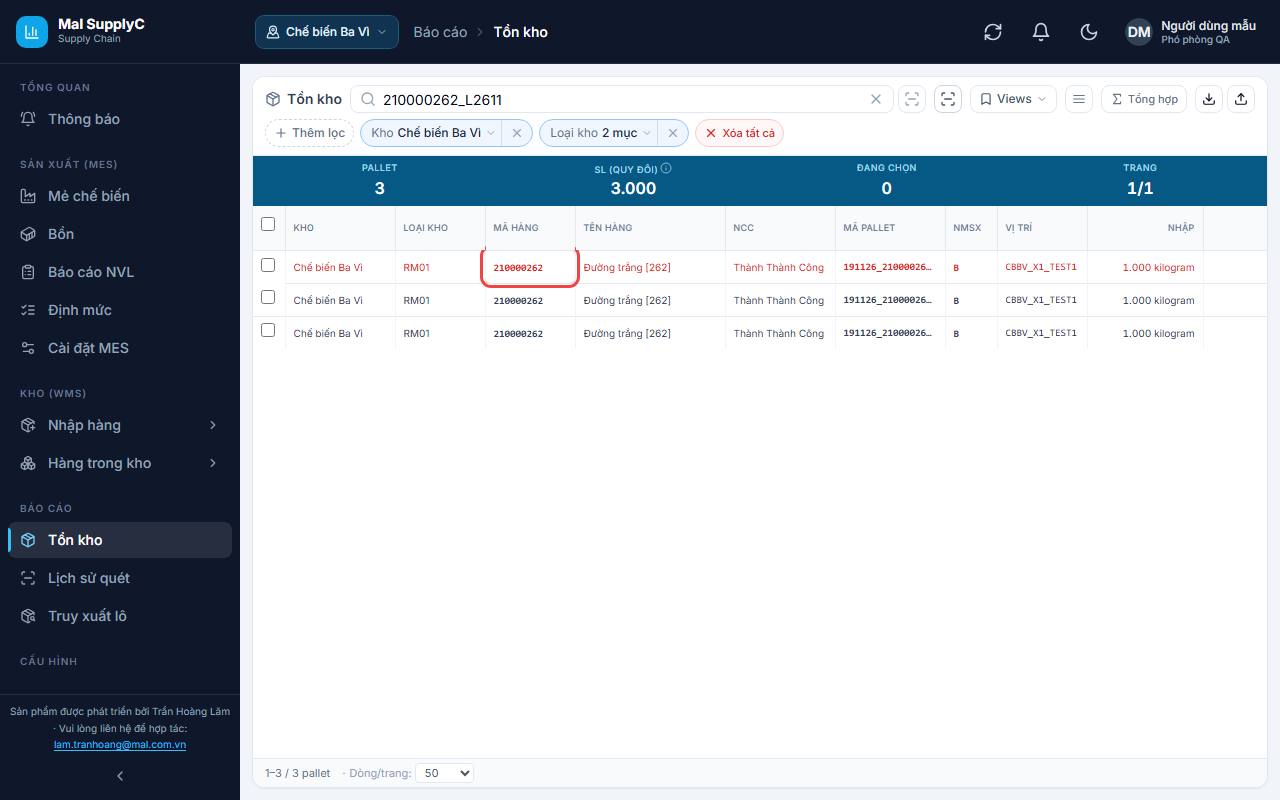 Mal SupplyC
Supply Chain
Chế biến Ba Vì
Báo cáo > Tồn kho
DM
Người dùng mẫu
Phó phòng QA
TỔNG QUAN
Thông báo
SẢN XUẤT (MES)
Mẻ chế biến
Bồn
Báo cáo NVL
Định mức
Cài đặt MES
KHO (WMS)
Nhập hàng
Hàng trong kho
BÁO CÁO
Tồn kho
Lịch sử quét
Truy xuất lô
CẤU HÌNH
Sản phẩm được phát triển bởi Trần Hoàng Lâm
· Vui lòng liên hệ để hợp tác:
lam.tranhoang@mal.com.vn
Tồn kho
210000262_L2611
Views
Tổng hợp
Thêm lọc
Kho Chế biến Ba Vì
Loại kho 2 mục
Xóa tất cả
PALLET SL (QUY ĐỔI) ĐANG CHỌN TRANG
3 3.000 0 1/1
KHO LOẠI KHO MÃ HÀNG TÊN HÀNG NCC MÃ PALLET NMSX VỊ TRÍ NHẬP
Chế biến Ba Vì RM01 210000262 Đường trắng [262] Thành Thành Công 191126_21000026… B CBBV_X1_TEST1 1.000 kilogram
Chế biến Ba Vì RM01 210000262 Đường trắng [262] Thành Thành Công 191126_21000026… B CBBV_X1_TEST1 1.000 kilogram
Chế biến Ba Vì RM01 210000262 Đường trắng [262] Thành Thành Công 191126_21000026… B CBBV_X1_TEST1 1.000 kilogram
1–3 / 3 pallet · Dòng/trang: 50